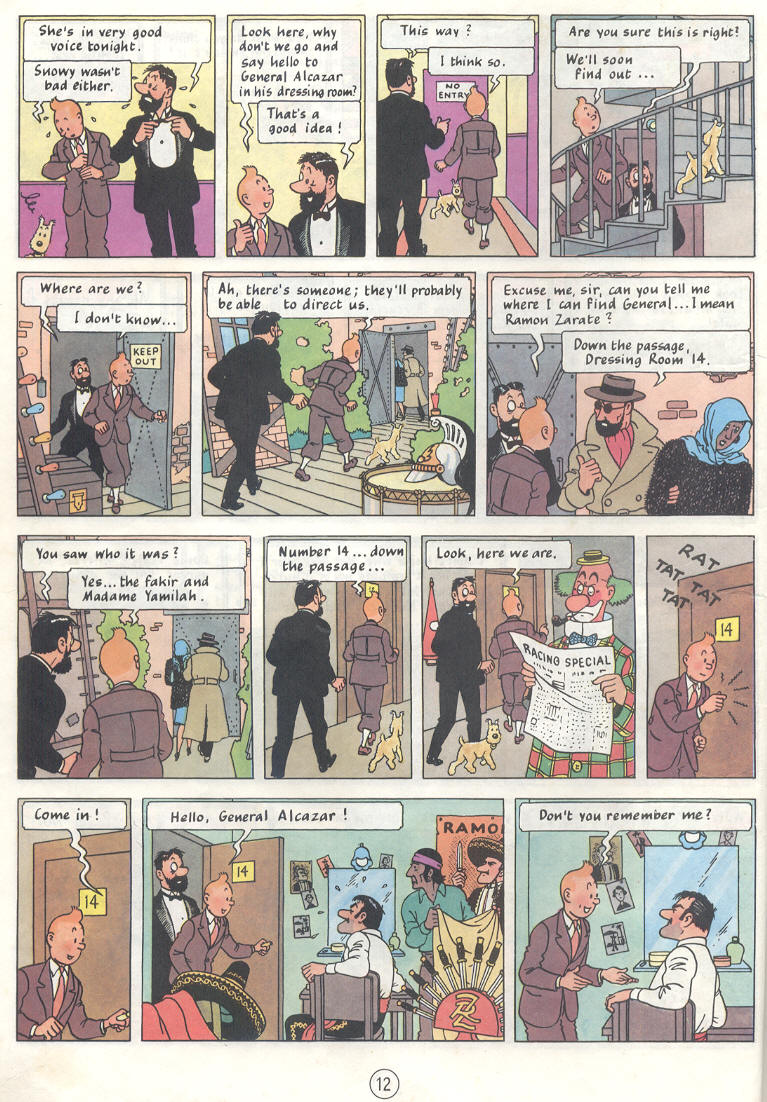 She's in very good
voice tonight.
Snowy wasn't
bad either.
Look here, why
don't we go and
say hello to
General Alcazar
in his dressing room?
That's a
good idea!
This way?
I think so.
NO
ENTRY
Are you sure this is right?
We'll soon
find out ...
Where are we?
I don't know...
KEEP
OUT
Ah, there's someone; they'll probably
be able to direct us.
Excuse me, sir, can you tell me
where I can find General... I mean
Ramon Zarate?
Down the passage,
Dressing Room 14.
You saw who it was?
Yes... the fakir and
Madame Yamilah.
Number 14 ... down
the passage ...
Look, here we are.
RACING SPECIAL
RAT
TAT TAT
TAT
14
Come in!
14
Hello, General Alcazar!
14
RAMO
RZ
Don't you remember me?
12